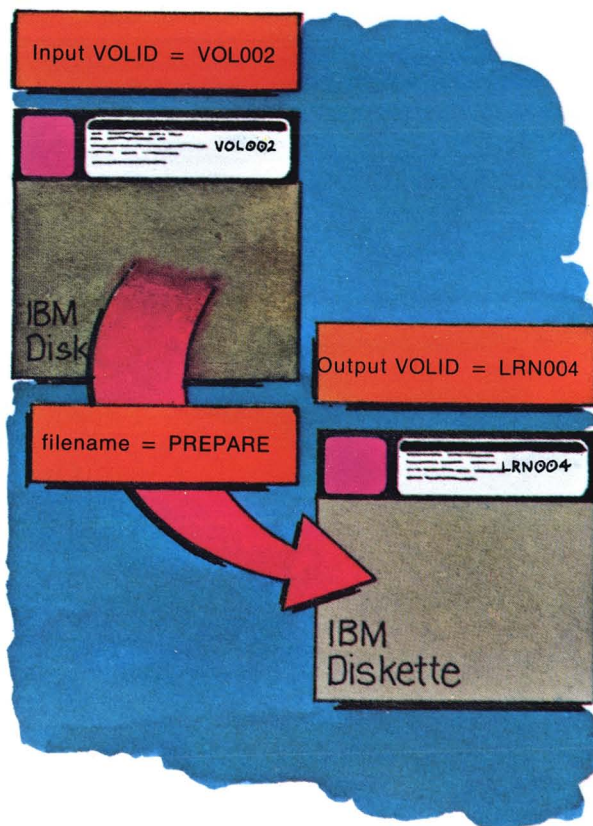 Input VOLID = VOL002
VOL002
IBM
Disk
Output VOLID = LRN004
filename = PREPARE
LRN004
IBM
Diskette